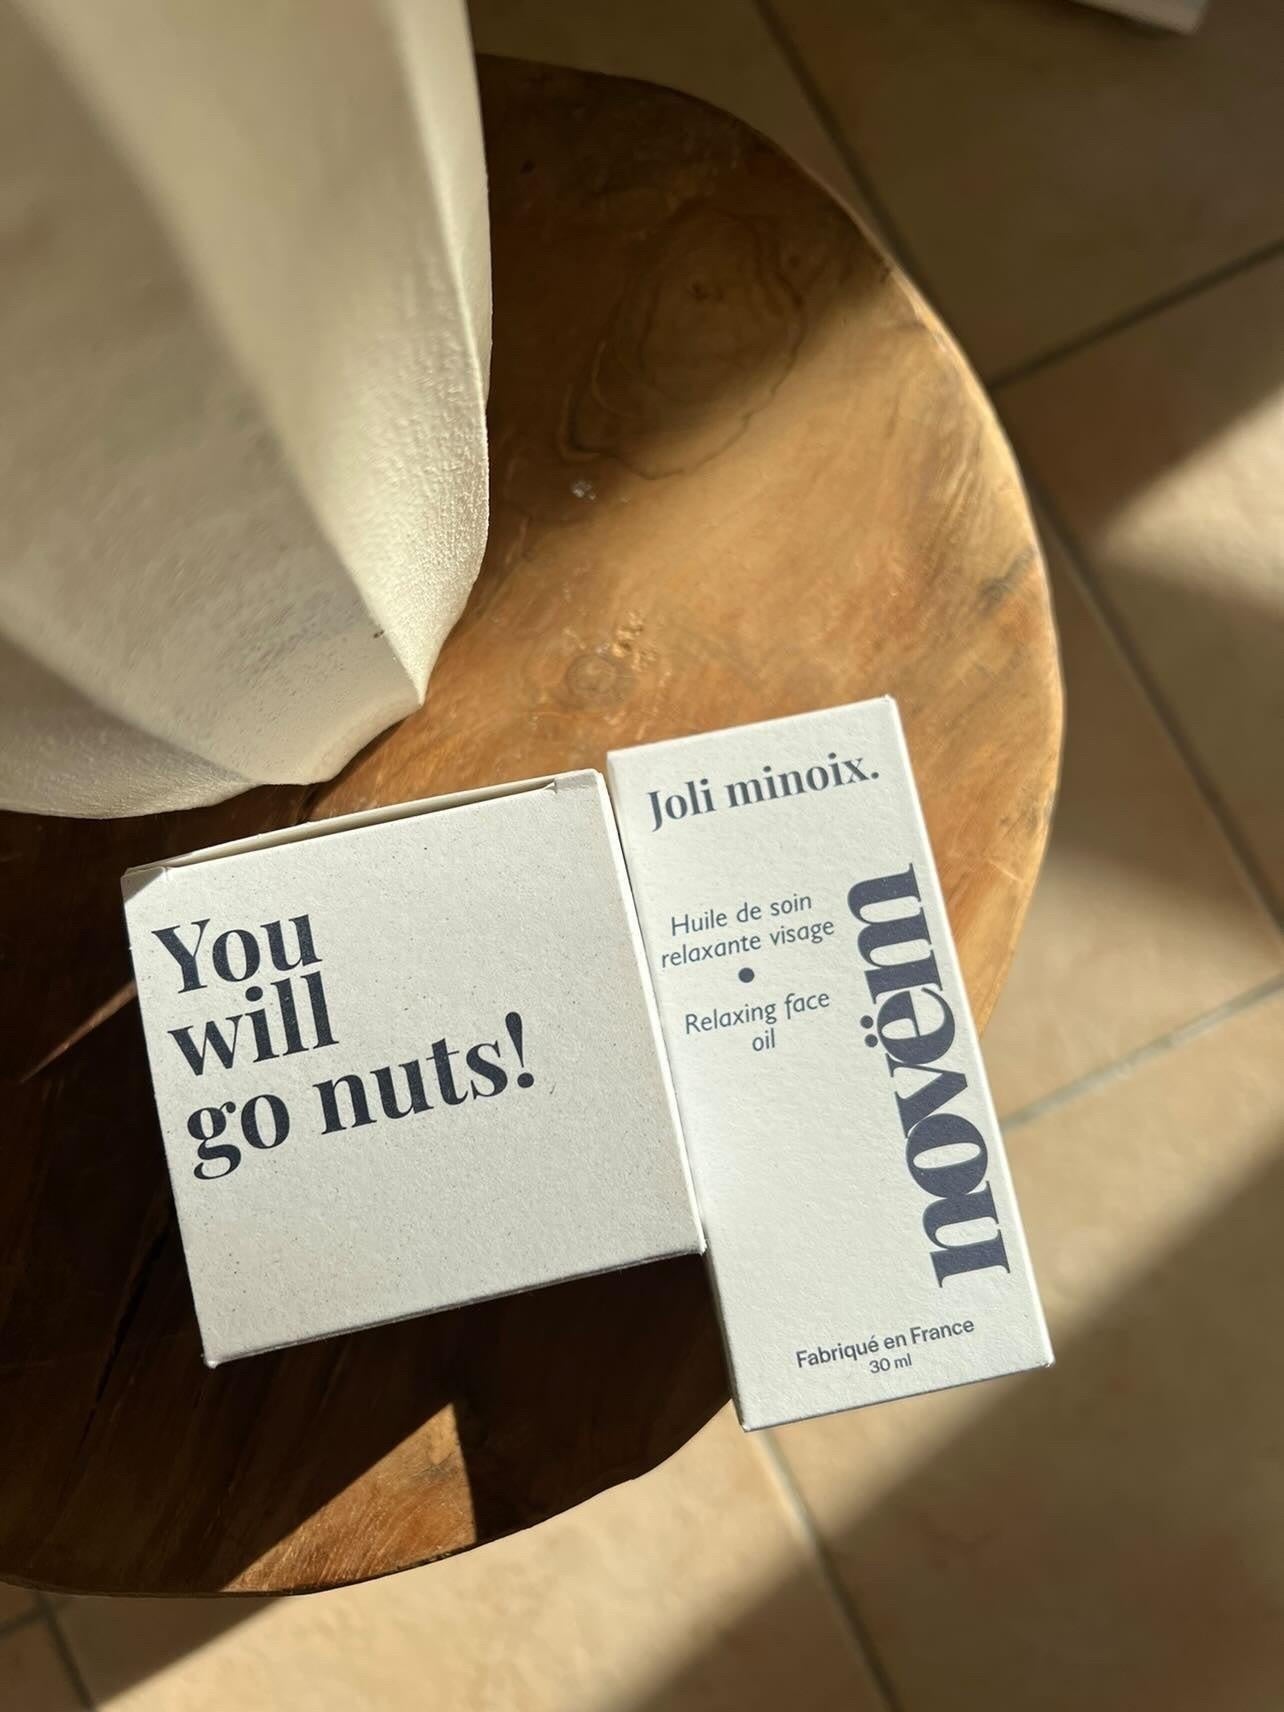 You
will
go nuts!
Joli minoix.
Huile de soin
relaxante visage
•
Relaxing face
oil
novëm
Fabriqué en France
30 ml